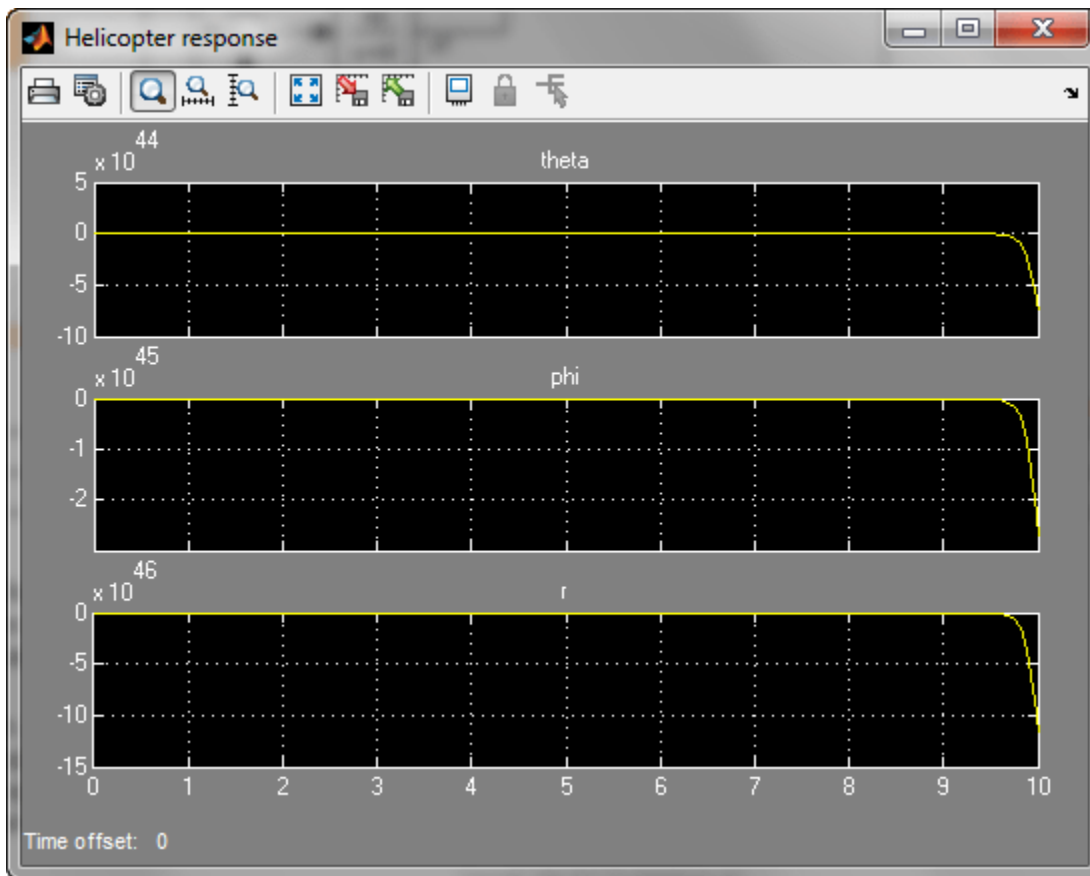 Helicopter response
x 10^44
theta
5
0
-5
-10
x 10^45
phi
0
-1
-2
x 10^46
r
0
-5
-10
-15
0 1 2 3 4 5 6 7 8 9 10
Time offset: 0